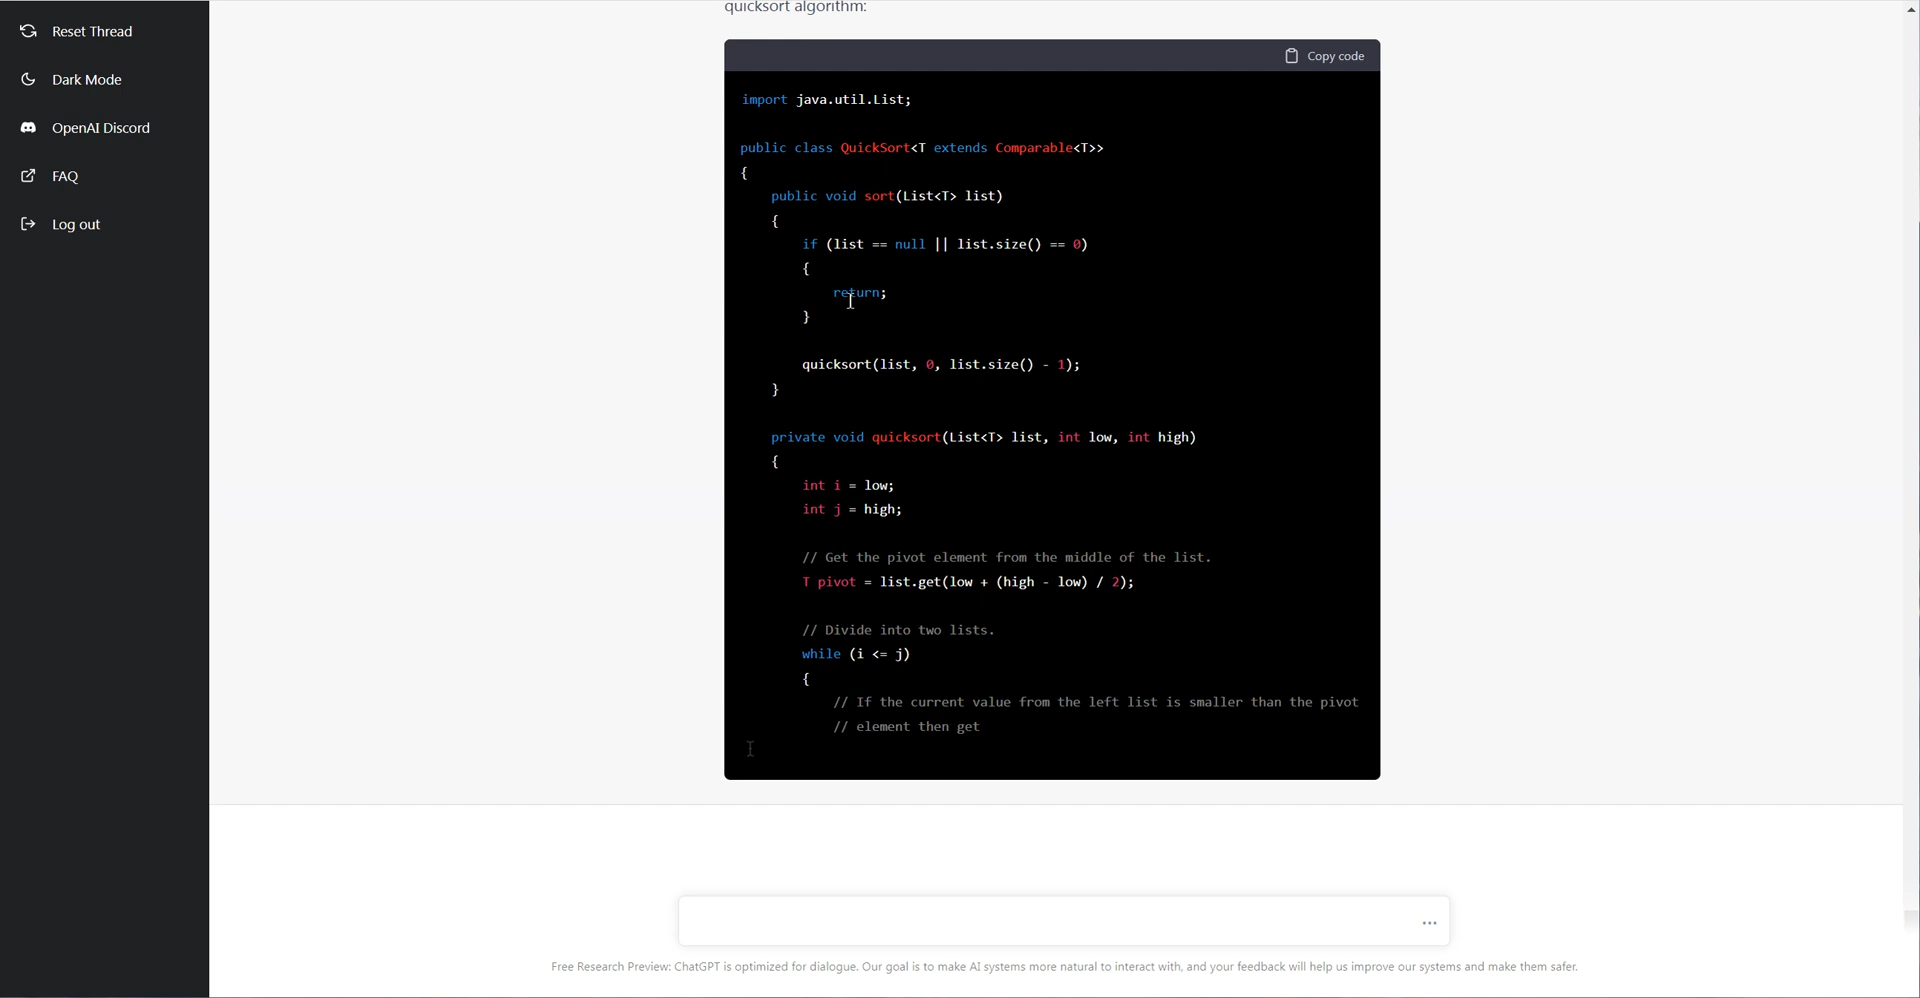 Reset Thread
Dark Mode
OpenAI Discord
FAQ
Log out
quicksort algorithm:
Copy code
import java.util.List;
public class QuickSort<T extends Comparable<T>>
{
public void sort(List<T> list)
{
if (list == null || list.size() == 0)
{
return;
}
quicksort(list, 0, list.size() - 1);
}
private void quicksort(List<T> list, int low, int high)
{
int i = low;
int j = high;
// Get the pivot element from the middle of the list.
T pivot = list.get(low + (high - low) / 2);
// Divide into two lists.
while (i <= j)
{
// If the current value from the left list is smaller than the pivot
// element then get
...
Free Research Preview: ChatGPT is optimized for dialogue. Our goal is to make AI systems more natural to interact with, and your feedback will help us improve our systems and make them safer.